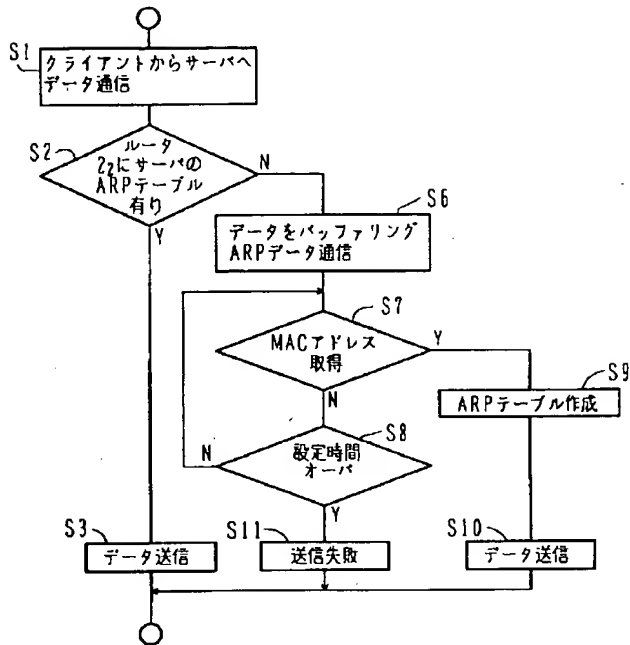 S1
クライアントからサーバへ
データ通信
S2
ルータ
2₂にサーバの
ARPテーブル
有り
N
Y
S6
データをバッファリング
ARPデータ通信
S7
MACアドレス
取得
Y
N
S9
ARPテーブル作成
S8
設定時間
オーバ
N
Y
S3
データ送信
S11
送信失敗
S10
データ送信